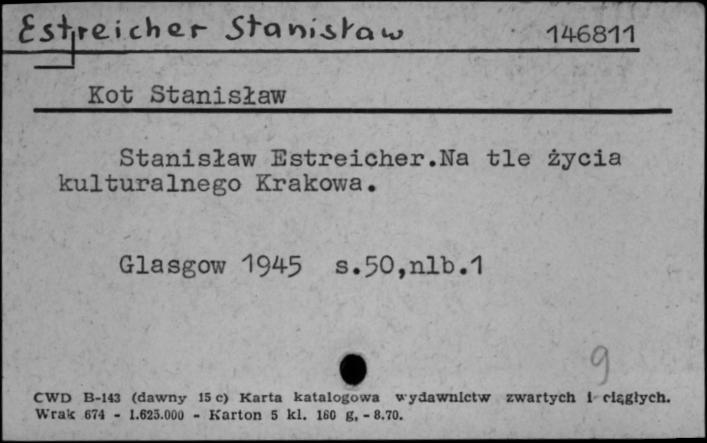 Estreicher Stanisław 146811
Kot Stanisław
Stanisław Estreicher.Na tle życia
kulturalnego Krakowa.
Glasgow 1945 s.50,nlb.1
9
CWD B-143 (dawny 15 c) Karta katalogowa wydawnictw zwartych i ciągłych.
Wrak 674 - 1.625.000 - Karton 5 kl. 160 g, - 8.70.